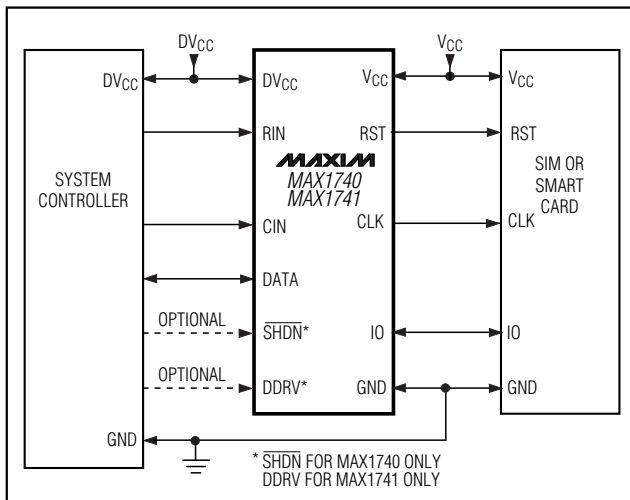 DVCC VCC
DVCC DVCC VCC VCC
RIN RST RST
MAXIM
SYSTEM CONTROLLER
MAX1740
MAX1741
SIM OR SMART CARD
CIN CLK CLK
DATA
OPTIONAL SHDN* IO IO
OPTIONAL DDRV* GND GND
GND
* SHDN FOR MAX1740 ONLY
DDRV FOR MAX1741 ONLY